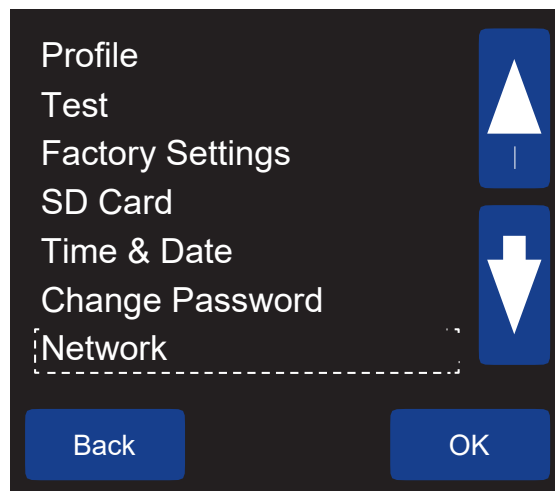 Profile
Test
Factory Settings
SD Card
Time & Date
Change Password
Network
Back
OK